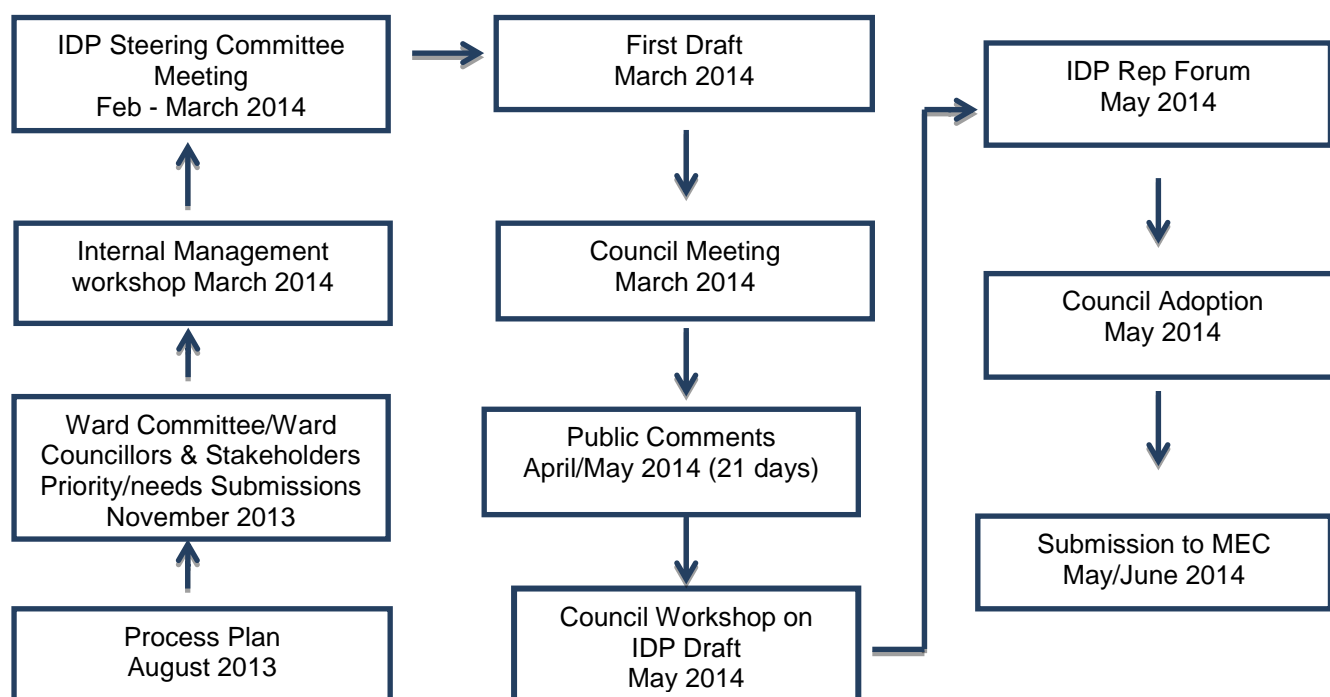 IDP Steering Committee
Meeting
Feb - March 2014
Internal Management
workshop March 2014
Ward Committee/Ward
Councillors & Stakeholders
Priority/needs Submissions
November 2013
Process Plan
August 2013
First Draft
March 2014
Council Meeting
March 2014
Public Comments
April/May 2014 (21 days)
Council Workshop on
IDP Draft
May 2014
IDP Rep Forum
May 2014
Council Adoption
May 2014
Submission to MEC
May/June 2014